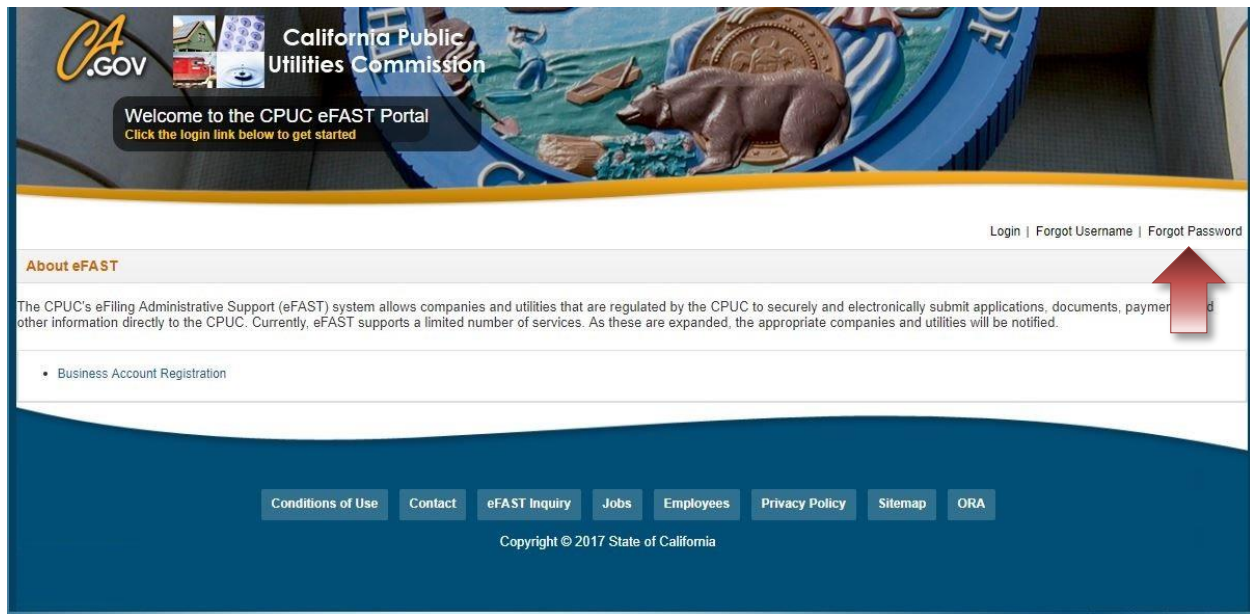 CA
.GOV
California Public
Utilities Commission
Welcome to the CPUC eFAST Portal
Click the login link below to get started
Login | Forgot Username | Forgot Password
About eFAST
The CPUC's eFiling Administrative Support (eFAST) system allows companies and utilities that are regulated by the CPUC to securely and electronically submit applications, documents,
other information directly to the CPUC. Currently, eFAST supports a limited number of services. As these are expanded, the appropriate companies and utilities will be notified.
• Business Account Registration
Conditions of Use Contact eFAST Inquiry Jobs Employees Privacy Policy Sitemap ORA
Copyright © 2017 State of California